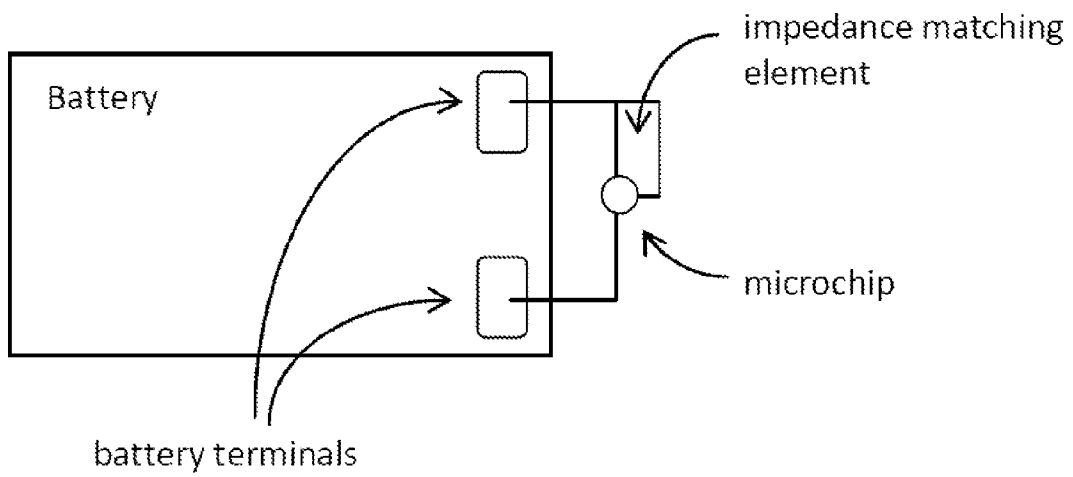 impedance matching
element
Battery
microchip
battery terminals